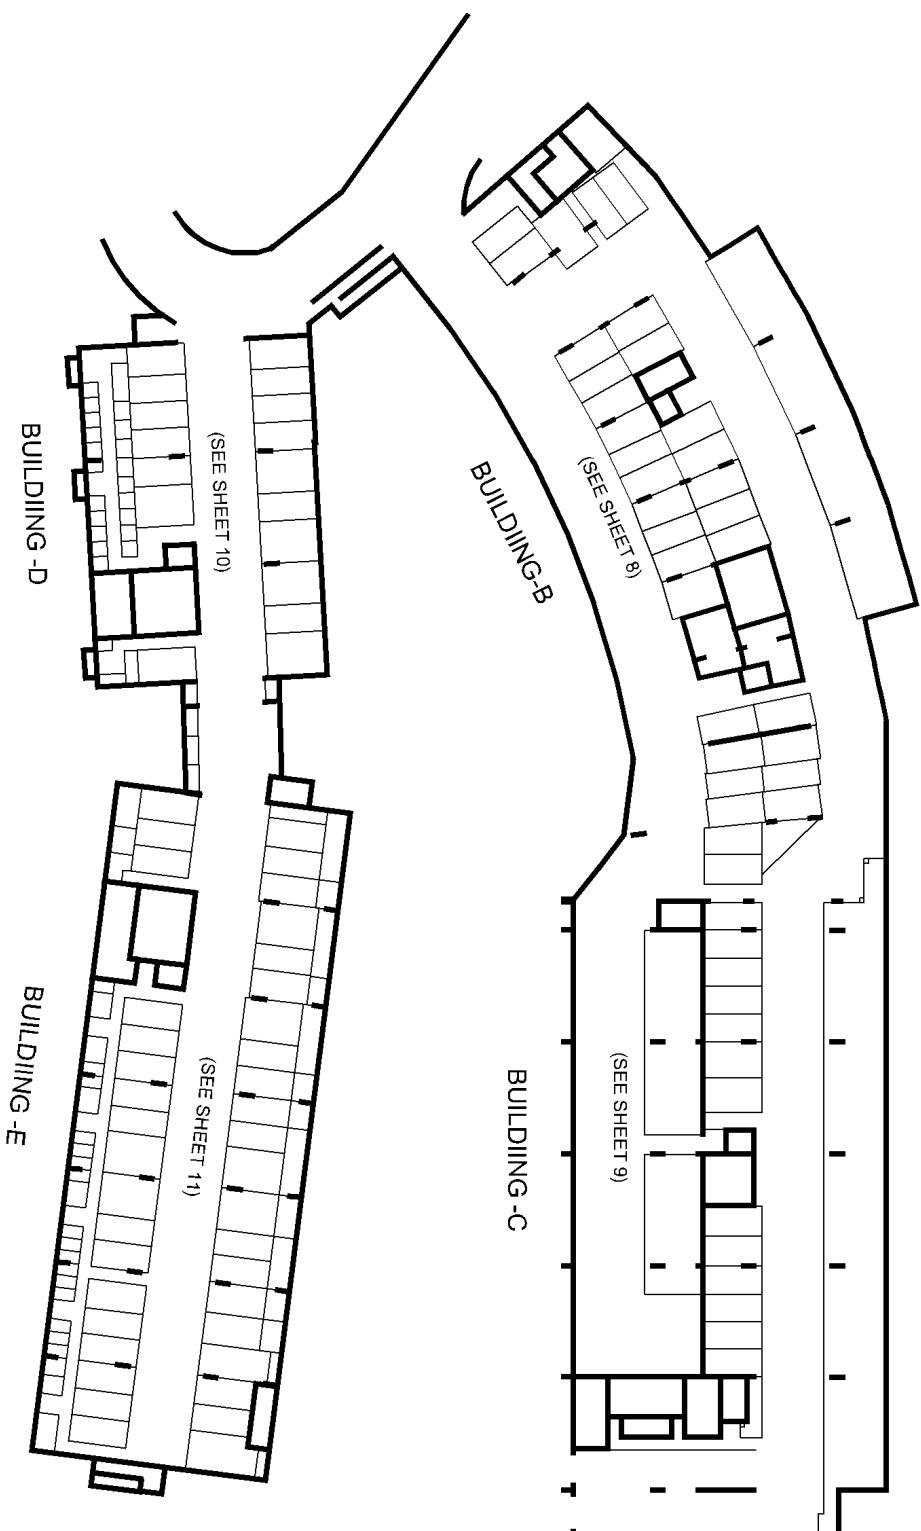 BUILDIING -D
(SEE SHEET 10)
BUILDIING-B
(SEE SHEET 8)
BUILDIING -E
(SEE SHEET 11)
BUILDIING -C
(SEE SHEET 9)